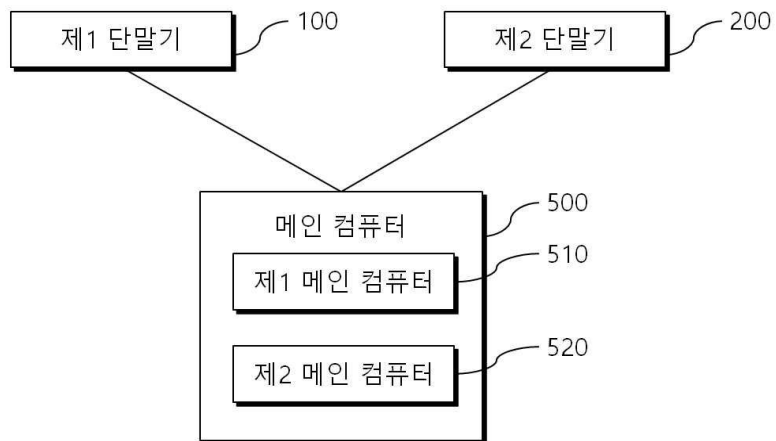 제1 단말기 100
제2 단말기 200
메인 컴퓨터 500
제1 메인 컴퓨터 510
제2 메인 컴퓨터 520